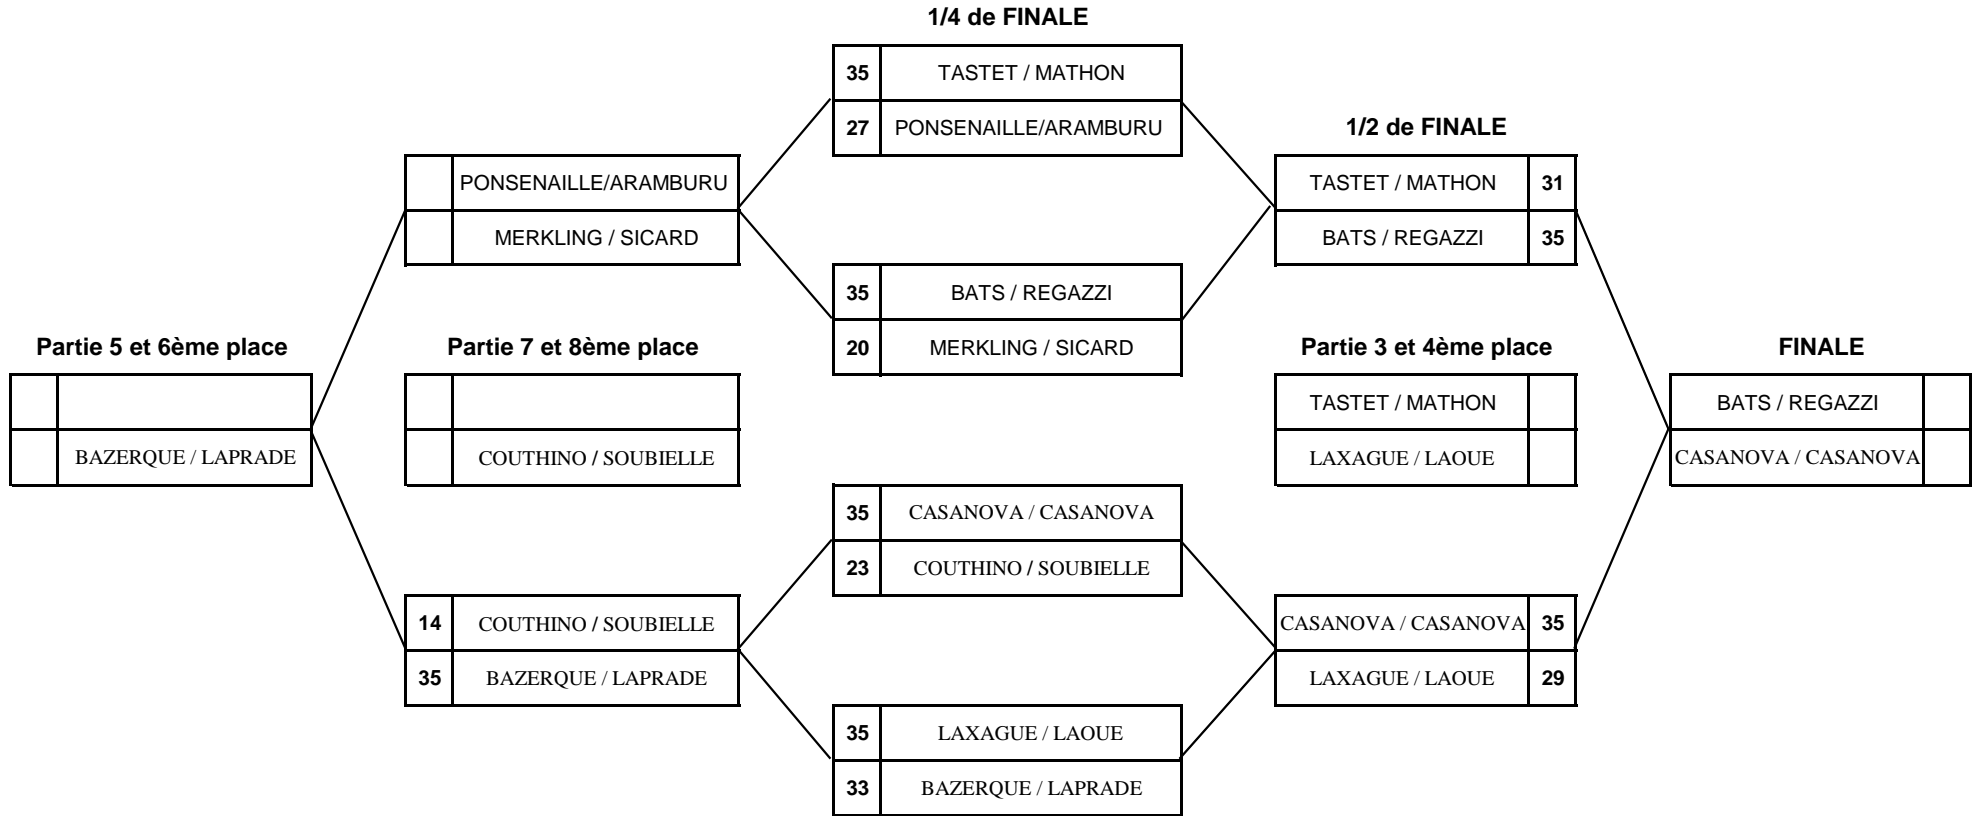 1/4 de FINALE
35 TASTET / MATHON
27 PONSENAILLE/ARAMBURU
1/2 de FINALE
PONSENAILLE/ARAMBURU
MERKLING / SICARD
TASTET / MATHON 31
BATS / REGAZZI 35
35 BATS / REGAZZI
20 MERKLING / SICARD
Partie 5 et 6ème place
BAZERQUE / LAPRADE
Partie 7 et 8ème place
COUTHINO / SOUBIELLE
Partie 3 et 4ème place
TASTET / MATHON
LAXAGUE / LAOUE
FINALE
BATS / REGAZZI
CASANOVA / CASANOVA
35 CASANOVA / CASANOVA
23 COUTHINO / SOUBIELLE
14 COUTHINO / SOUBIELLE
35 BAZERQUE / LAPRADE
CASANOVA / CASANOVA 35
LAXAGUE / LAOUE 29
35 LAXAGUE / LAOUE
33 BAZERQUE / LAPRADE